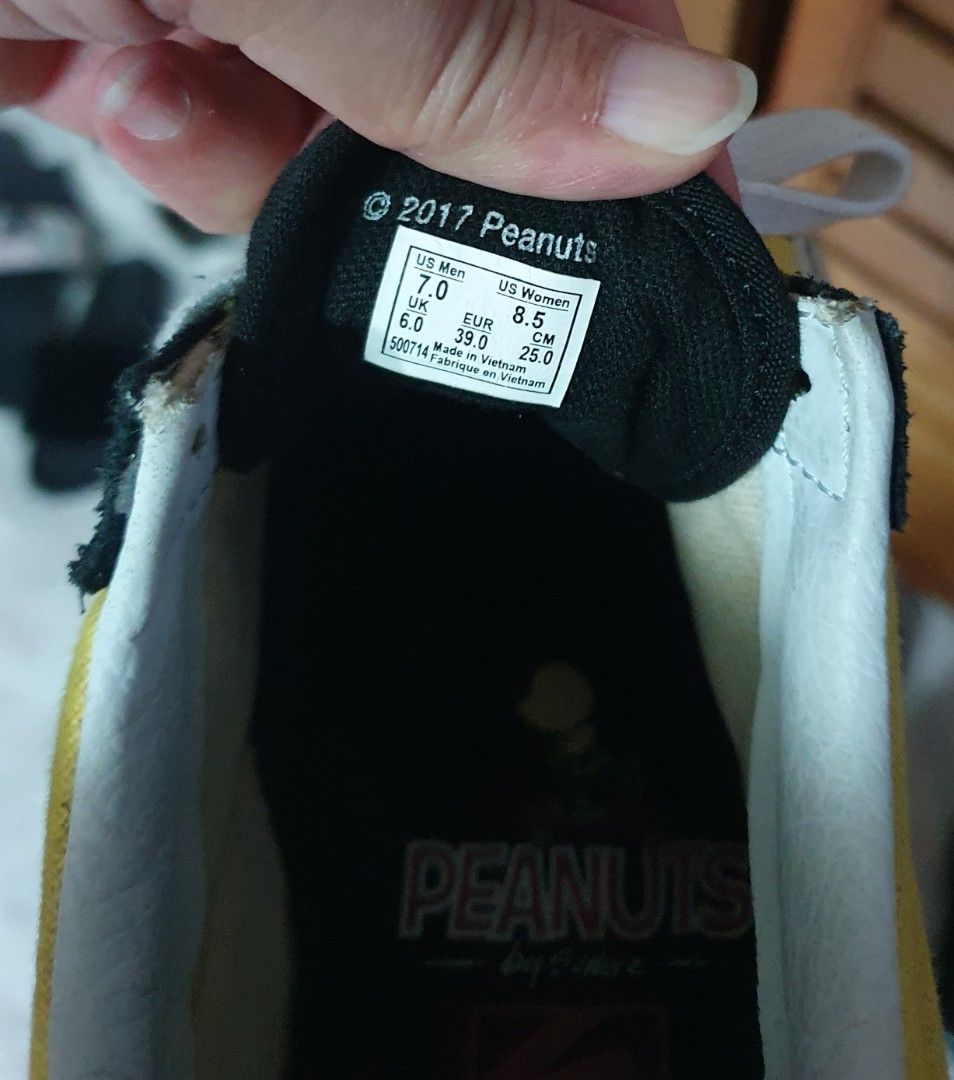 © 2017 Peanuts
US Men US Women
7.0 8.5
UK EUR CM
6.0 39.0 25.0
500714 Made in Vietnam
Fabrique en Vietnam
PEANUTS
by